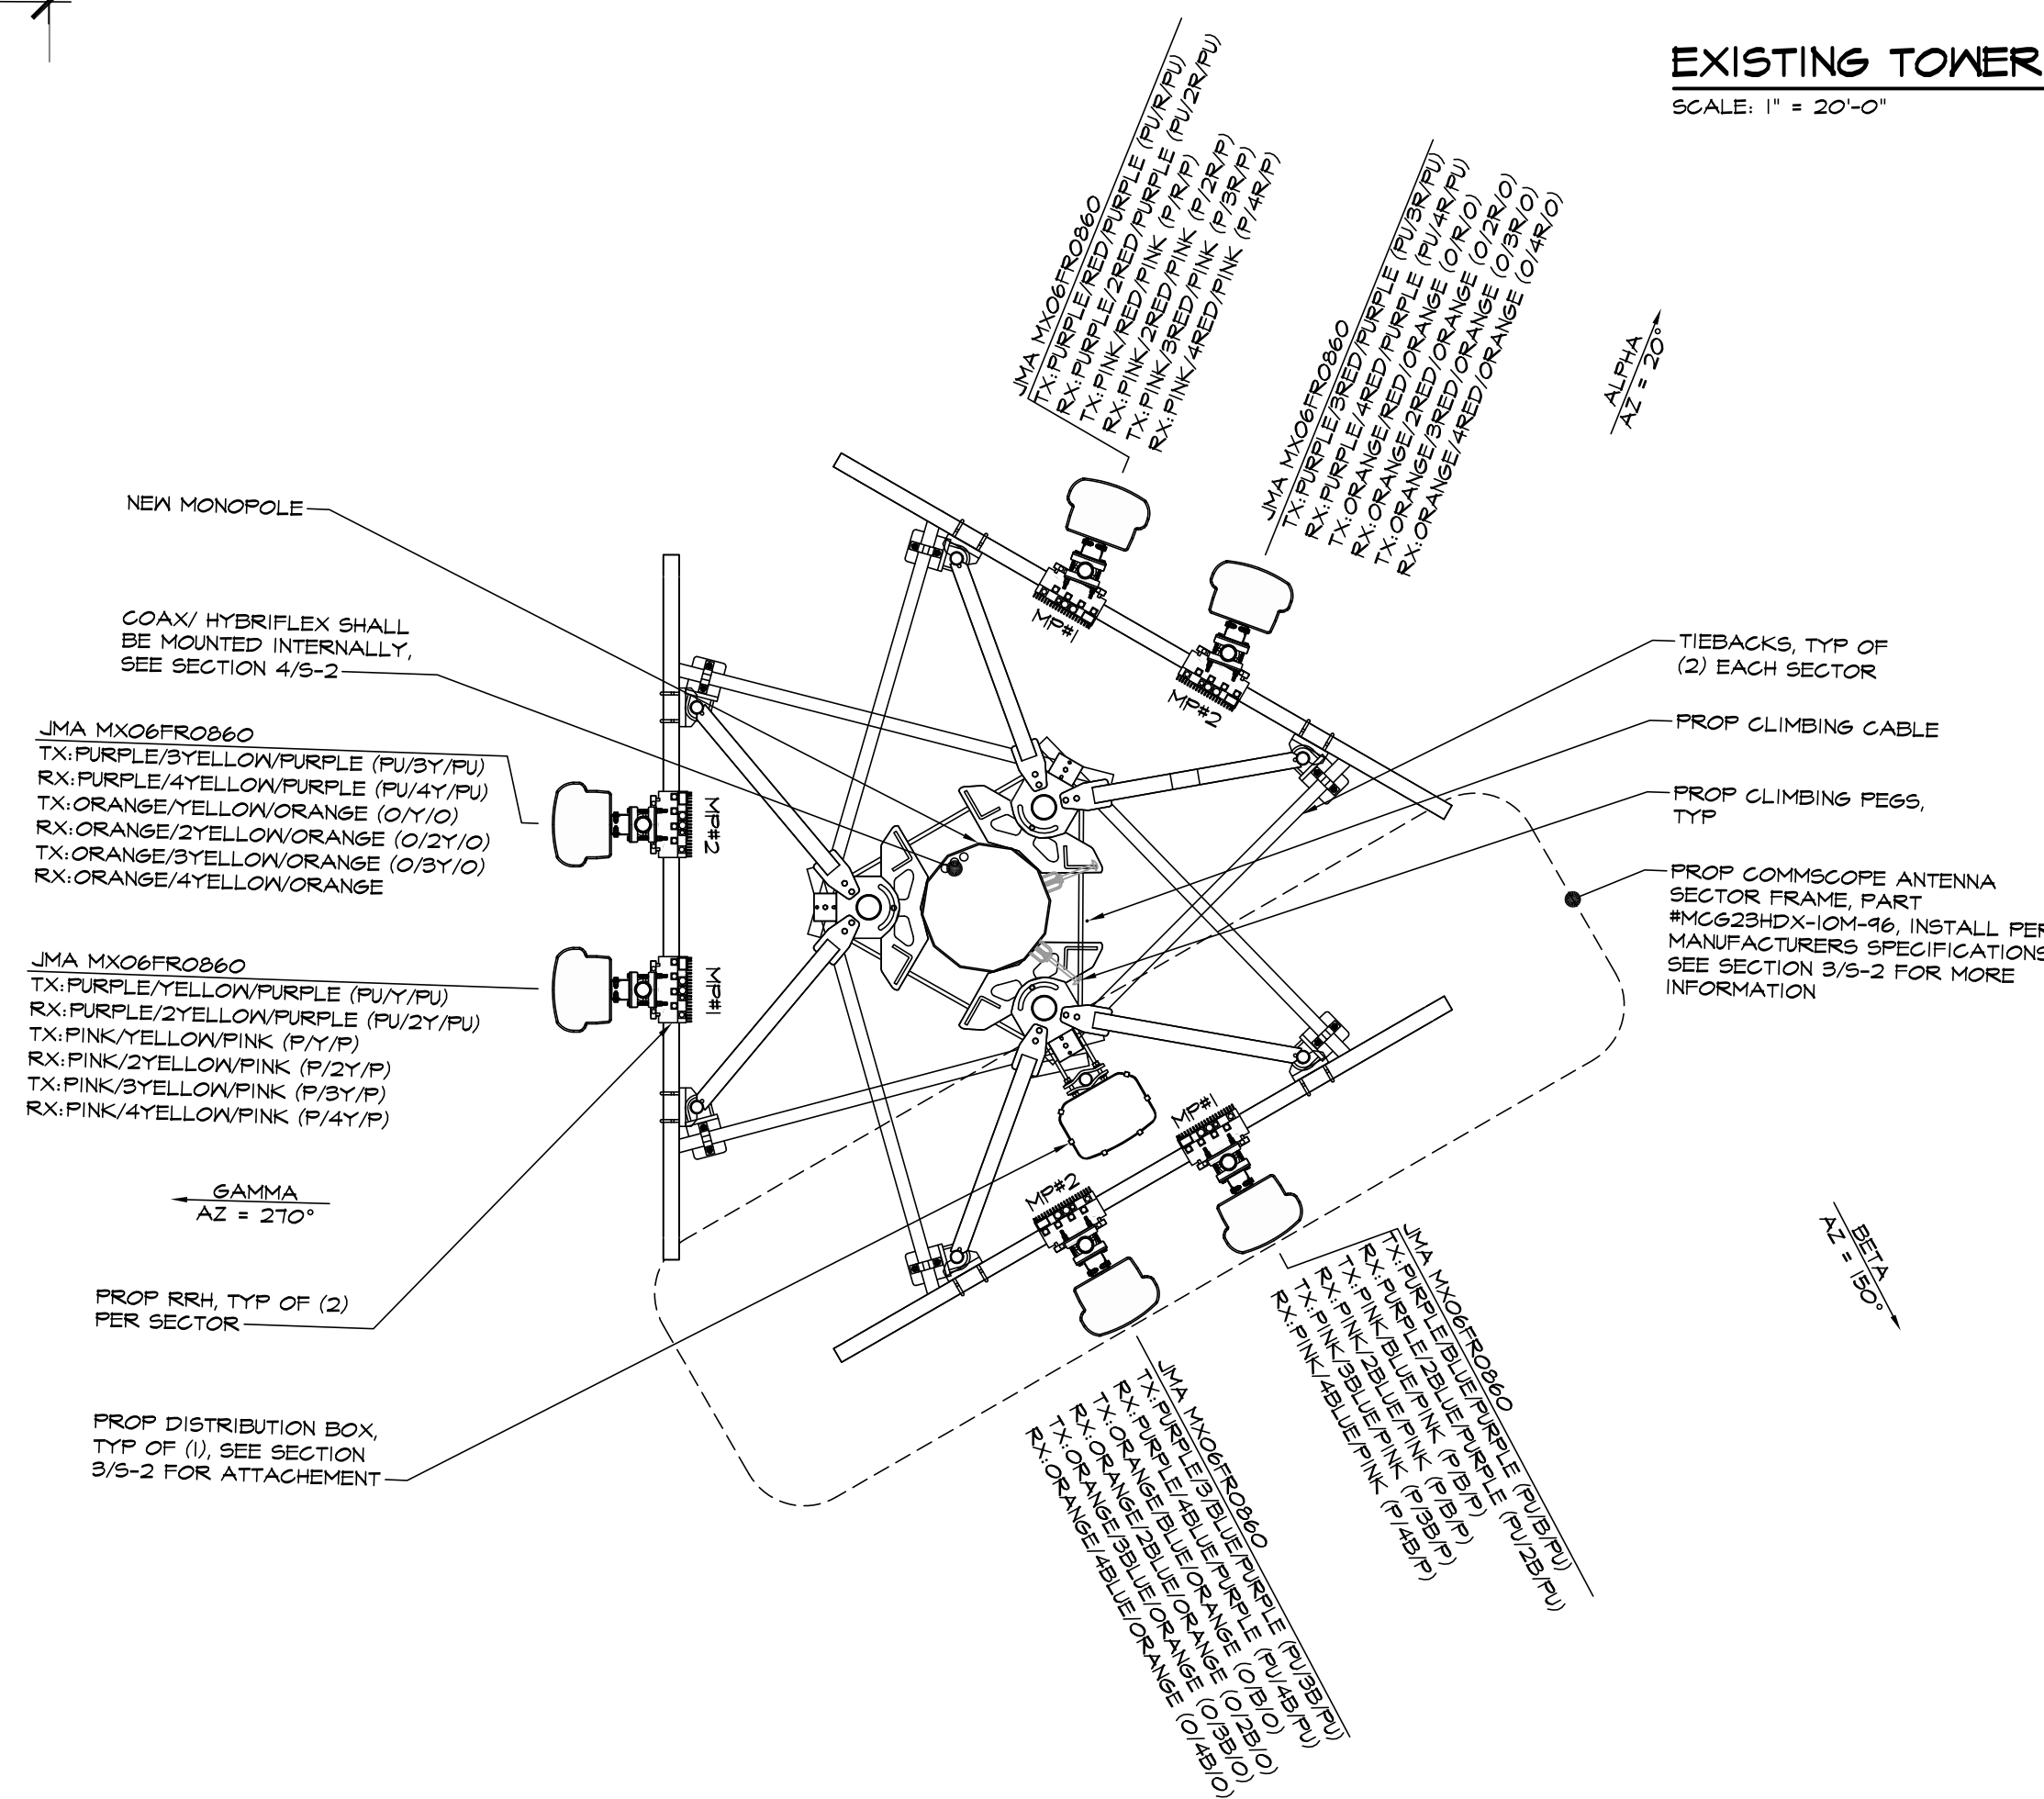 EXISTING TOWER
SCALE: 1" = 20'-0"
JMA MX06FRO860
TX:PURPLE/RED/PURPLE (PU/R/PU)
RX:PURPLE/2RED/PURPLE (PU/2R/PU)
TX:PINK/RED/PINK (P/R/P)
RX:PINK/2RED/PINK (P/2R/P)
TX:PINK/3RED/PINK (P/3R/P)
RX:PINK/4RED/PINK (P/4R/P)
JMA MX06FRO860
TX:PURPLE/3RED/PURPLE (PU/3R/PU)
RX:PURPLE/4RED/PURPLE (PU/4R/PU)
TX:ORANGE/RED/ORANGE (O/R/O)
RX:ORANGE/2RED/ORANGE (O/2R/O)
TX:ORANGE/3RED/ORANGE (O/3R/O)
RX:ORANGE/4RED/ORANGE (O/4R/O)
ALPHA
AZ = 20°
NEW MONOPOLE
COAX/ HYBRIFLEX SHALL
BE MOUNTED INTERNALLY,
SEE SECTION 4/S-2
JMA MX06FRO860
TX:PURPLE/3YELLOW/PURPLE (PU/3Y/PU)
RX:PURPLE/4YELLOW/PURPLE (PU/4Y/PU)
TX:ORANGE/YELLOW/ORANGE (O/Y/O)
RX:ORANGE/2YELLOW/ORANGE (O/2Y/O)
TX:ORANGE/3YELLOW/ORANGE (O/3Y/O)
RX:ORANGE/4YELLOW/ORANGE
JMA MX06FRO860
TX:PURPLE/YELLOW/PURPLE (PU/Y/PU)
RX:PURPLE/2YELLOW/PURPLE (PU/2Y/PU)
TX:PINK/YELLOW/PINK (P/Y/P)
RX:PINK/2YELLOW/PINK (P/2Y/P)
TX:PINK/3YELLOW/PINK (P/3Y/P)
RX:PINK/4YELLOW/PINK (P/4Y/P)
GAMMA
AZ = 270°
PROP RRH, TYP OF (2)
PER SECTOR
PROP DISTRIBUTION BOX,
TYP OF (1), SEE SECTION
3/S-2 FOR ATTACHEMENT
MP#1
MP#2
MP#2
MP#1
MP#1
MP#2
TIEBACKS, TYP OF
(2) EACH SECTOR
PROP CLIMBING CABLE
PROP CLIMBING PEGS,
TYP
PROP COMMSCOPE ANTENNA
SECTOR FRAME, PART
#MCG23HDX-10M-96, INSTALL PER
MANUFACTURERS SPECIFICATIONS
SEE SECTION 3/S-2 FOR MORE
INFORMATION
BETA
AZ = 150°
JMA MX06FRO860
TX:PURPLE/BLUE/PURPLE (PU/B/PU)
RX:PURPLE/2BLUE/PURPLE (PU/2B/PU)
TX:PINK/BLUE/PINK (P/B/P)
RX:PINK/2BLUE/PINK (P/B/P)
TX:PINK/3BLUE/PINK (P/3B/P)
RX:PINK/4BLUE/PINK (P/4B/P)
JMA MX06FRO860
TX:PURPLE/3/BLUE/PURPLE (PU/3B/PU)
RX:PURPLE/4BLUE/PURPLE (PU/4B/PU)
TX:ORANGE/BLUE/ORANGE (O/B/O)
RX:ORANGE/2BLUE/ORANGE (O/2B/O)
TX:ORANGE/3BLUE/ORANGE (O/3B/O)
RX:ORANGE/4BLUE/ORANGE (O/4B/O)